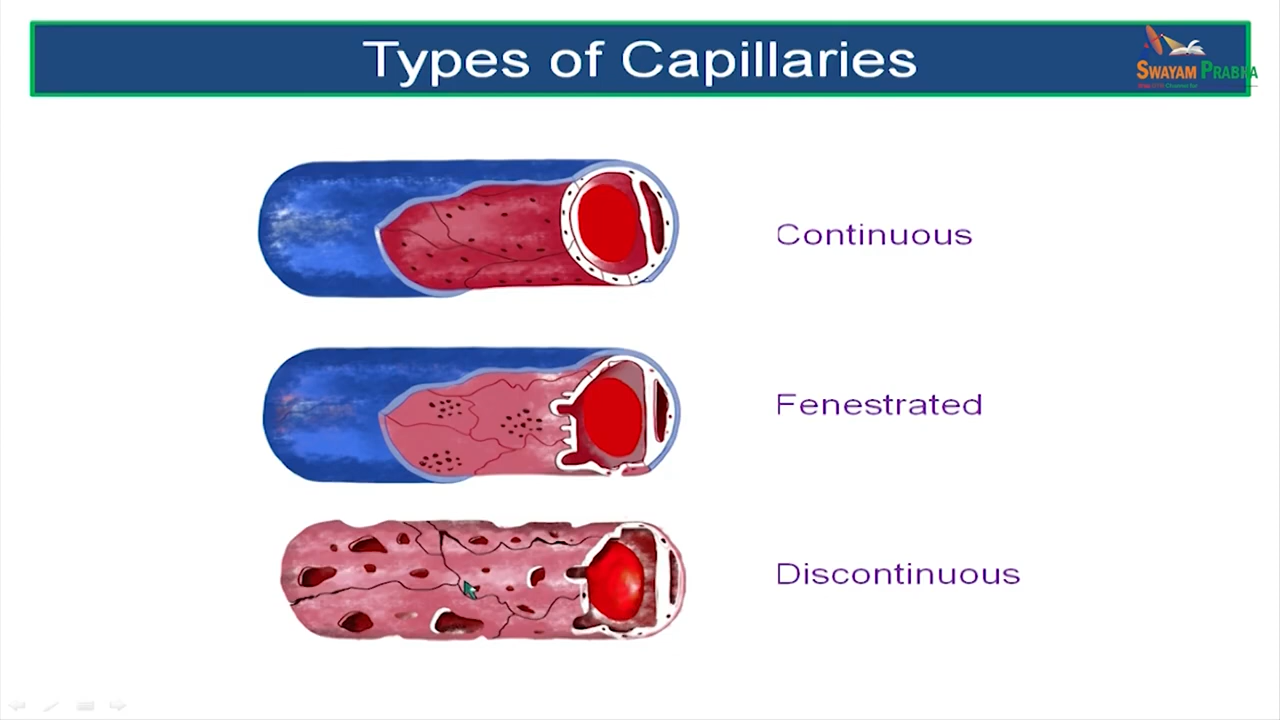 Types of Capillaries
SWAYAM PRABHA
Continuous
Fenestrated
Discontinuous